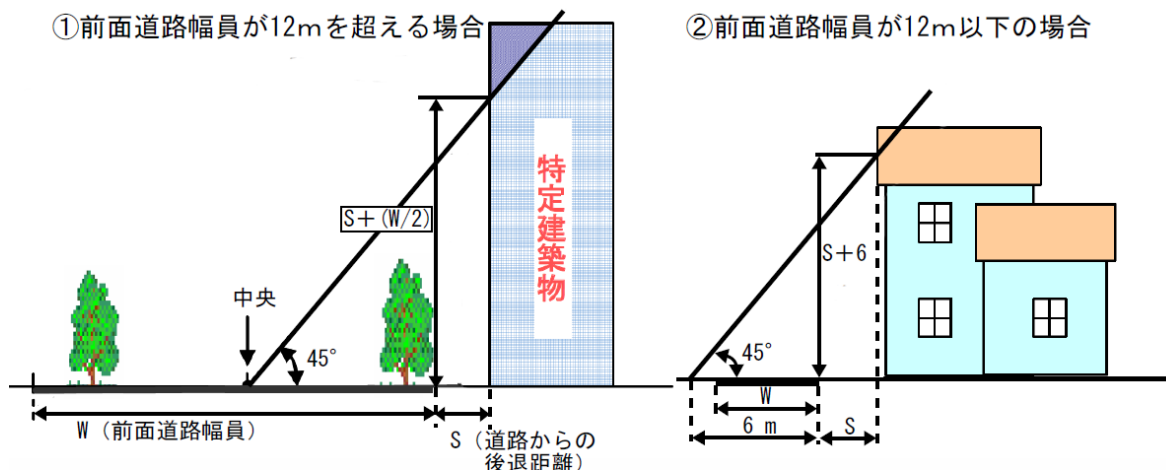 ①前面道路幅員が12mを超える場合
S＋(W/2)
特定建築物
中央
45°
W（前面道路幅員）
S（道路からの
後退距離）
②前面道路幅員が12m以下の場合
S+6
45°
W
6 m
S